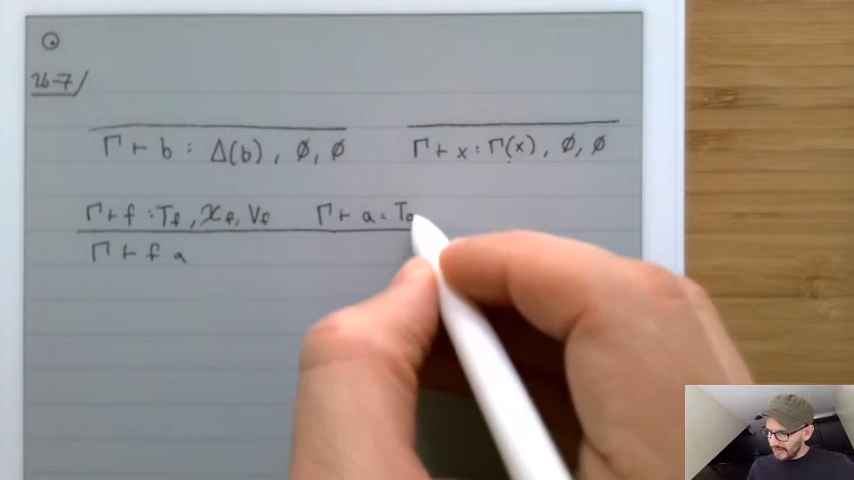 26-7/
Γ ⊢ b : Δ(b), ∅, ∅    Γ ⊢ x : Γ(x), ∅, ∅
Γ ⊢ f : T_f, X_f, V_f    Γ ⊢ a : T_a
Γ ⊢ f a